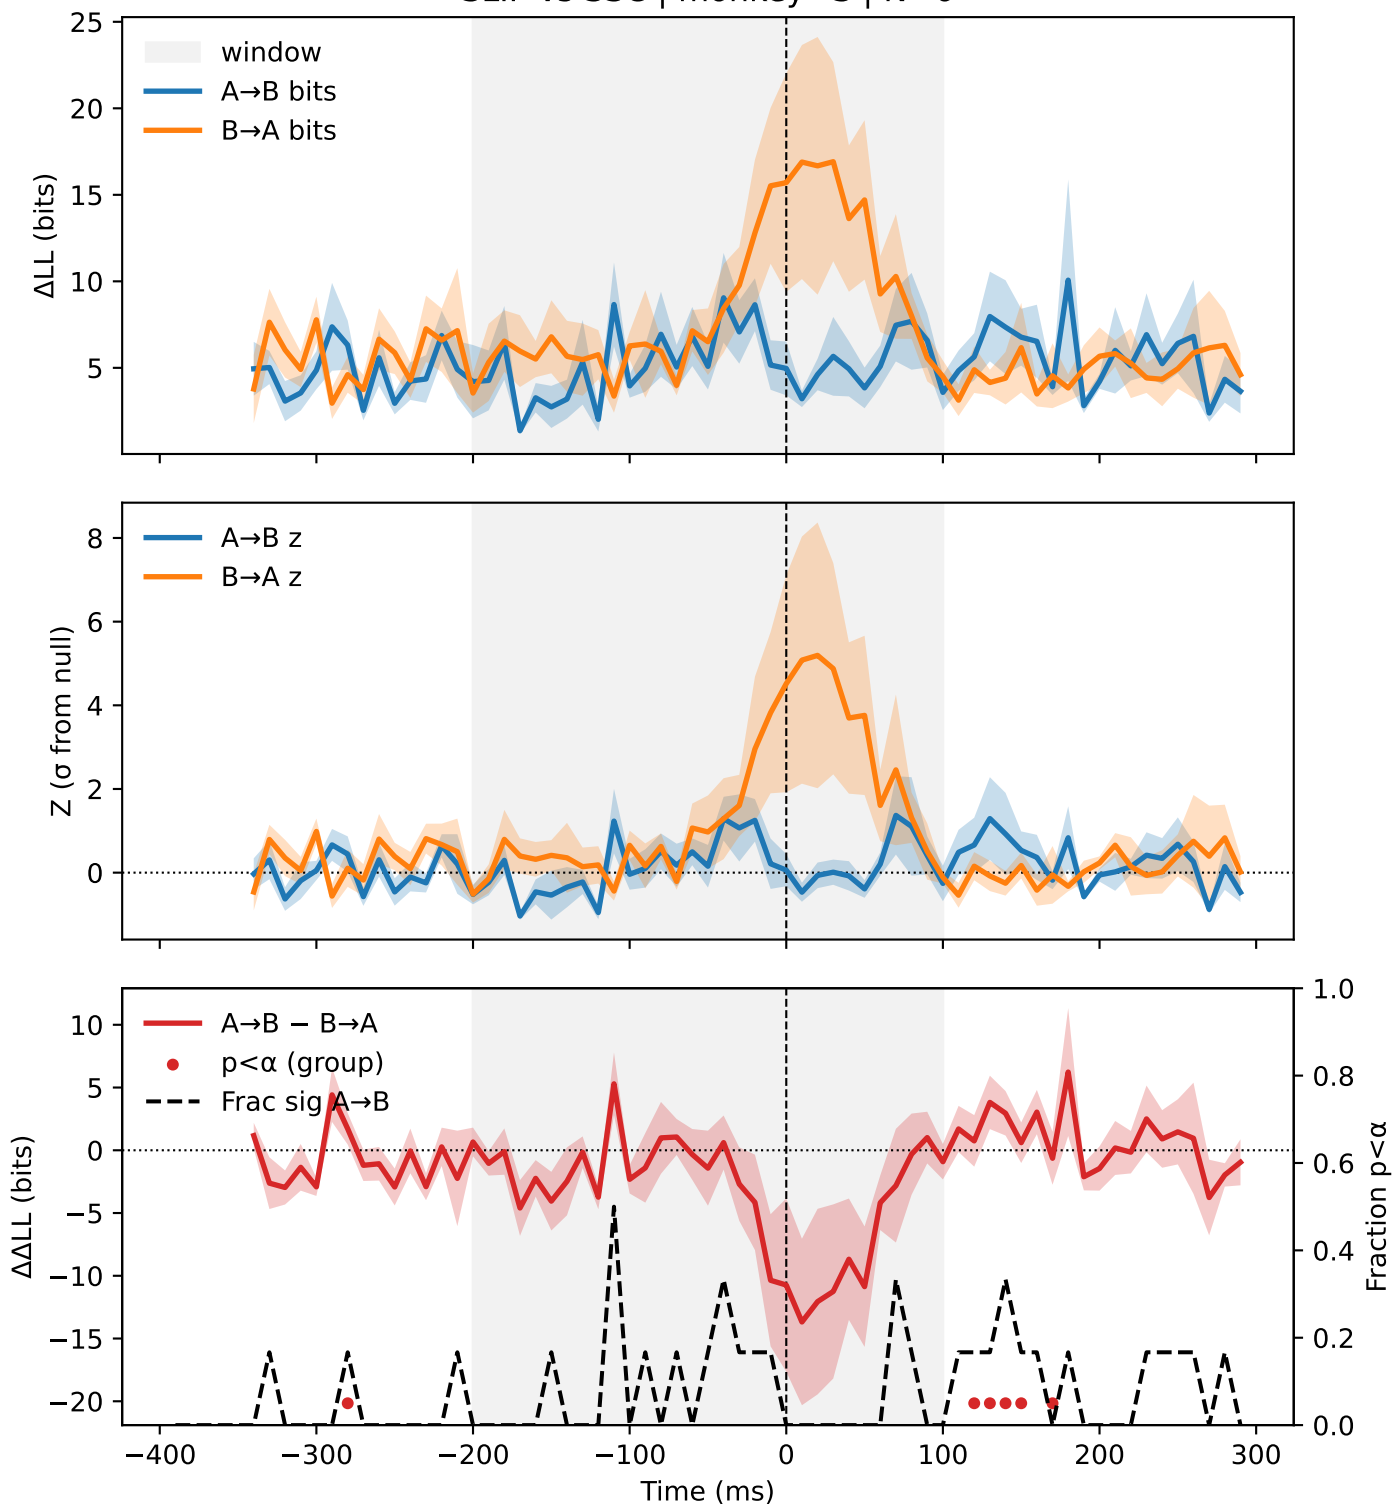 25
20
15
10
5
ΔLL (bits)
window
A→B bits
B→A bits
8
6
4
2
0
Z (σ from null)
A→B z
B→A z
10
5
0
−5
−10
−15
−20
ΔΔLL (bits)
A→B − B→A
p<α (group)
Frac sig A→B
1.0
0.8
0.6
0.4
0.2
0.0
Fraction p<α
−400 −300 −200 −100 0 100 200 300
Time (ms)